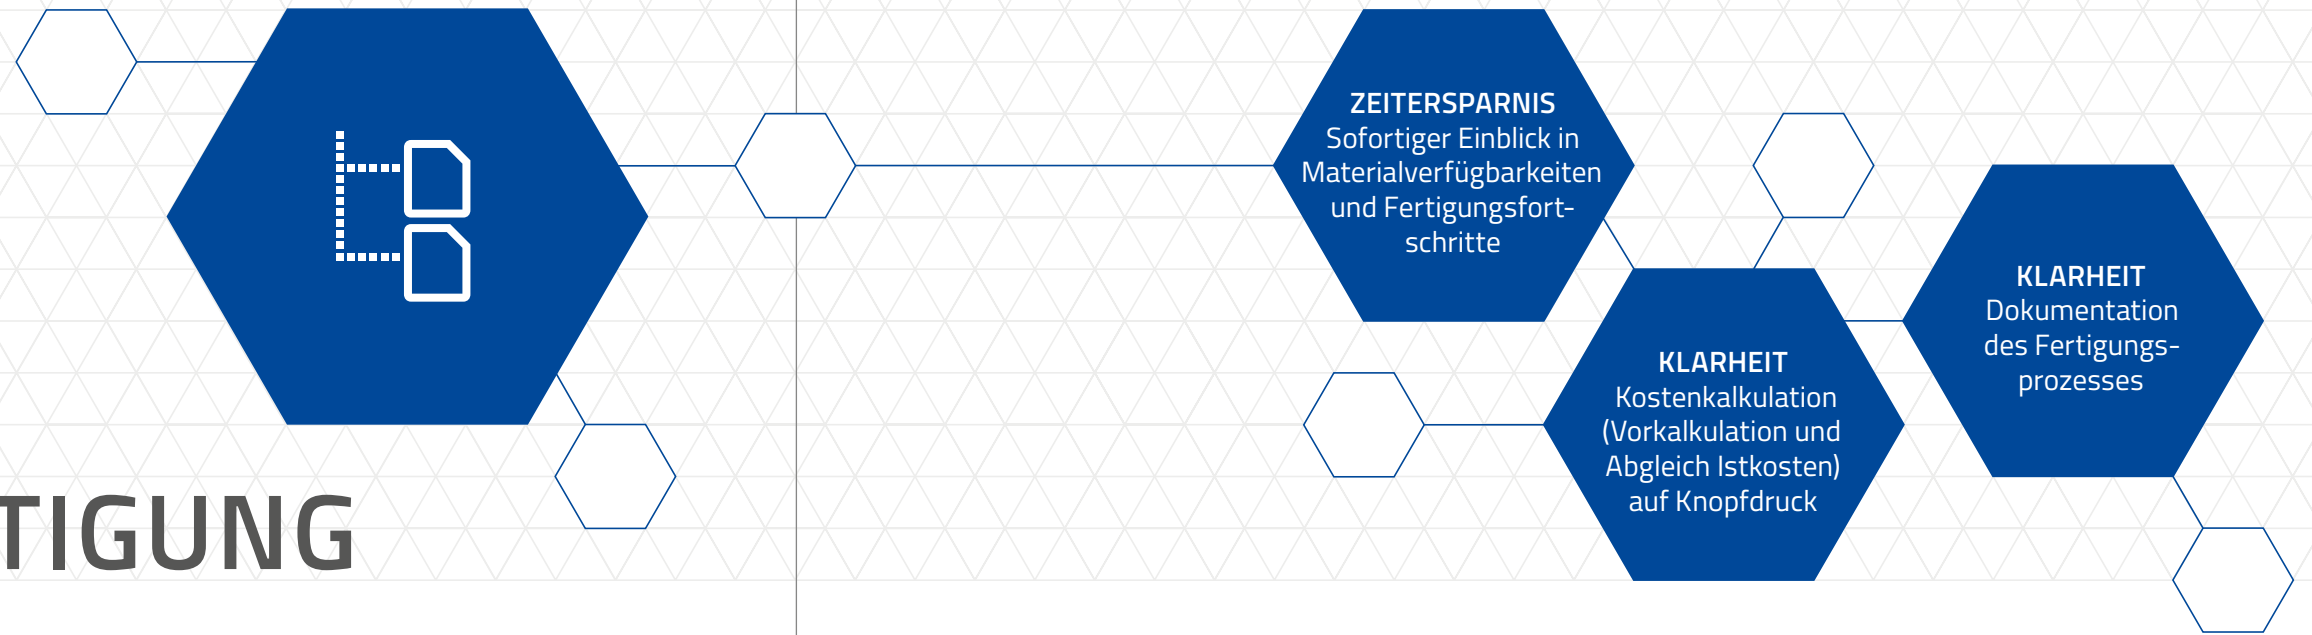 TIGUNG
ZEITERSPARNIS
Sofortiger Einblick in
Materialverfügbarkeiten
und Fertigungsfort-
schritte
KLARHEIT
Kostenkalkulation
(Vorkalkulation und
Abgleich Istkosten)
auf Knopfdruck
KLARHEIT
Dokumentation
des Fertigungs-
prozesses